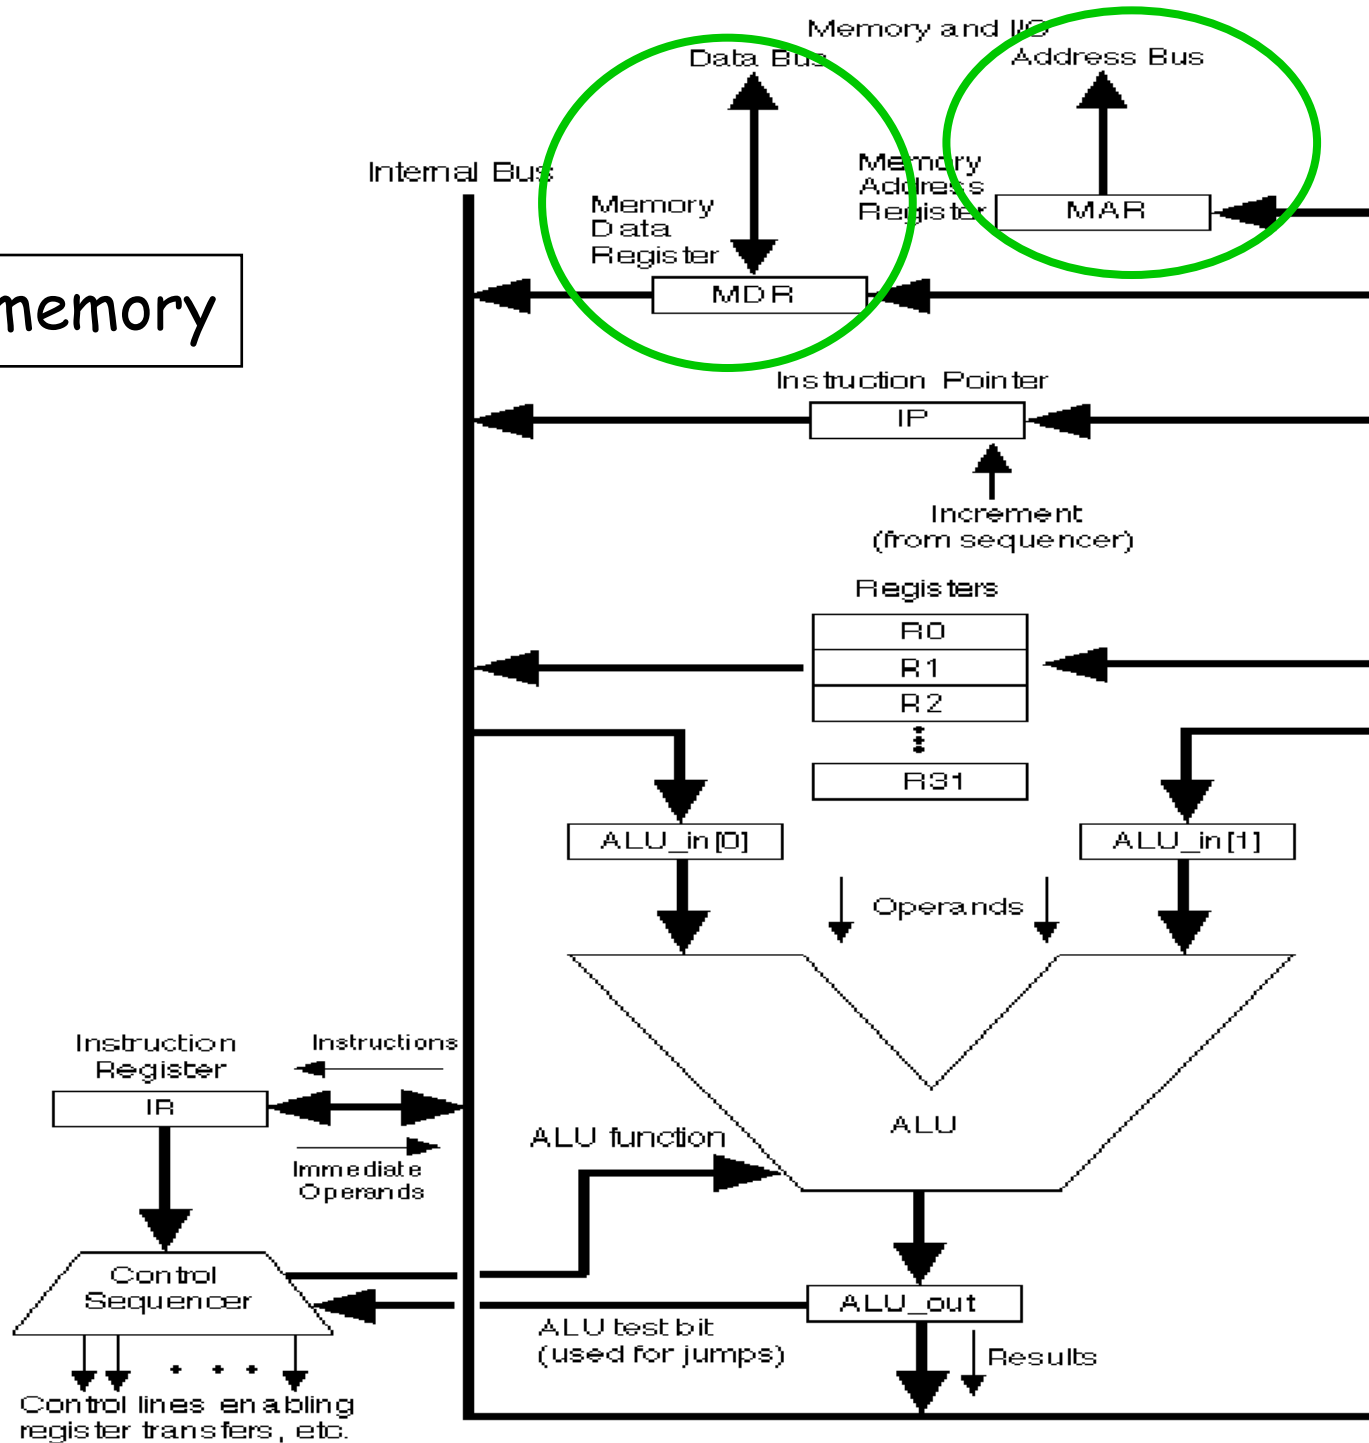 Memory and I/O
Data Bus
Address Bus
Internal Bus
Memory
Address
Register
MAR
Memory
Data
Register
MDR
memory
Instruction Pointer
IP
Increment
(from sequencer)
Registers
R0
R1
R2
R31
ALU_in[0]
ALU_in[1]
Operands
Instruction
Register
Instructions
IR
ALU
ALU function
Immediate
Operands
Control
Sequencer
ALU_out
ALU test bit
(used for jumps)
Results
Control lines enabling
register transfers, etc.